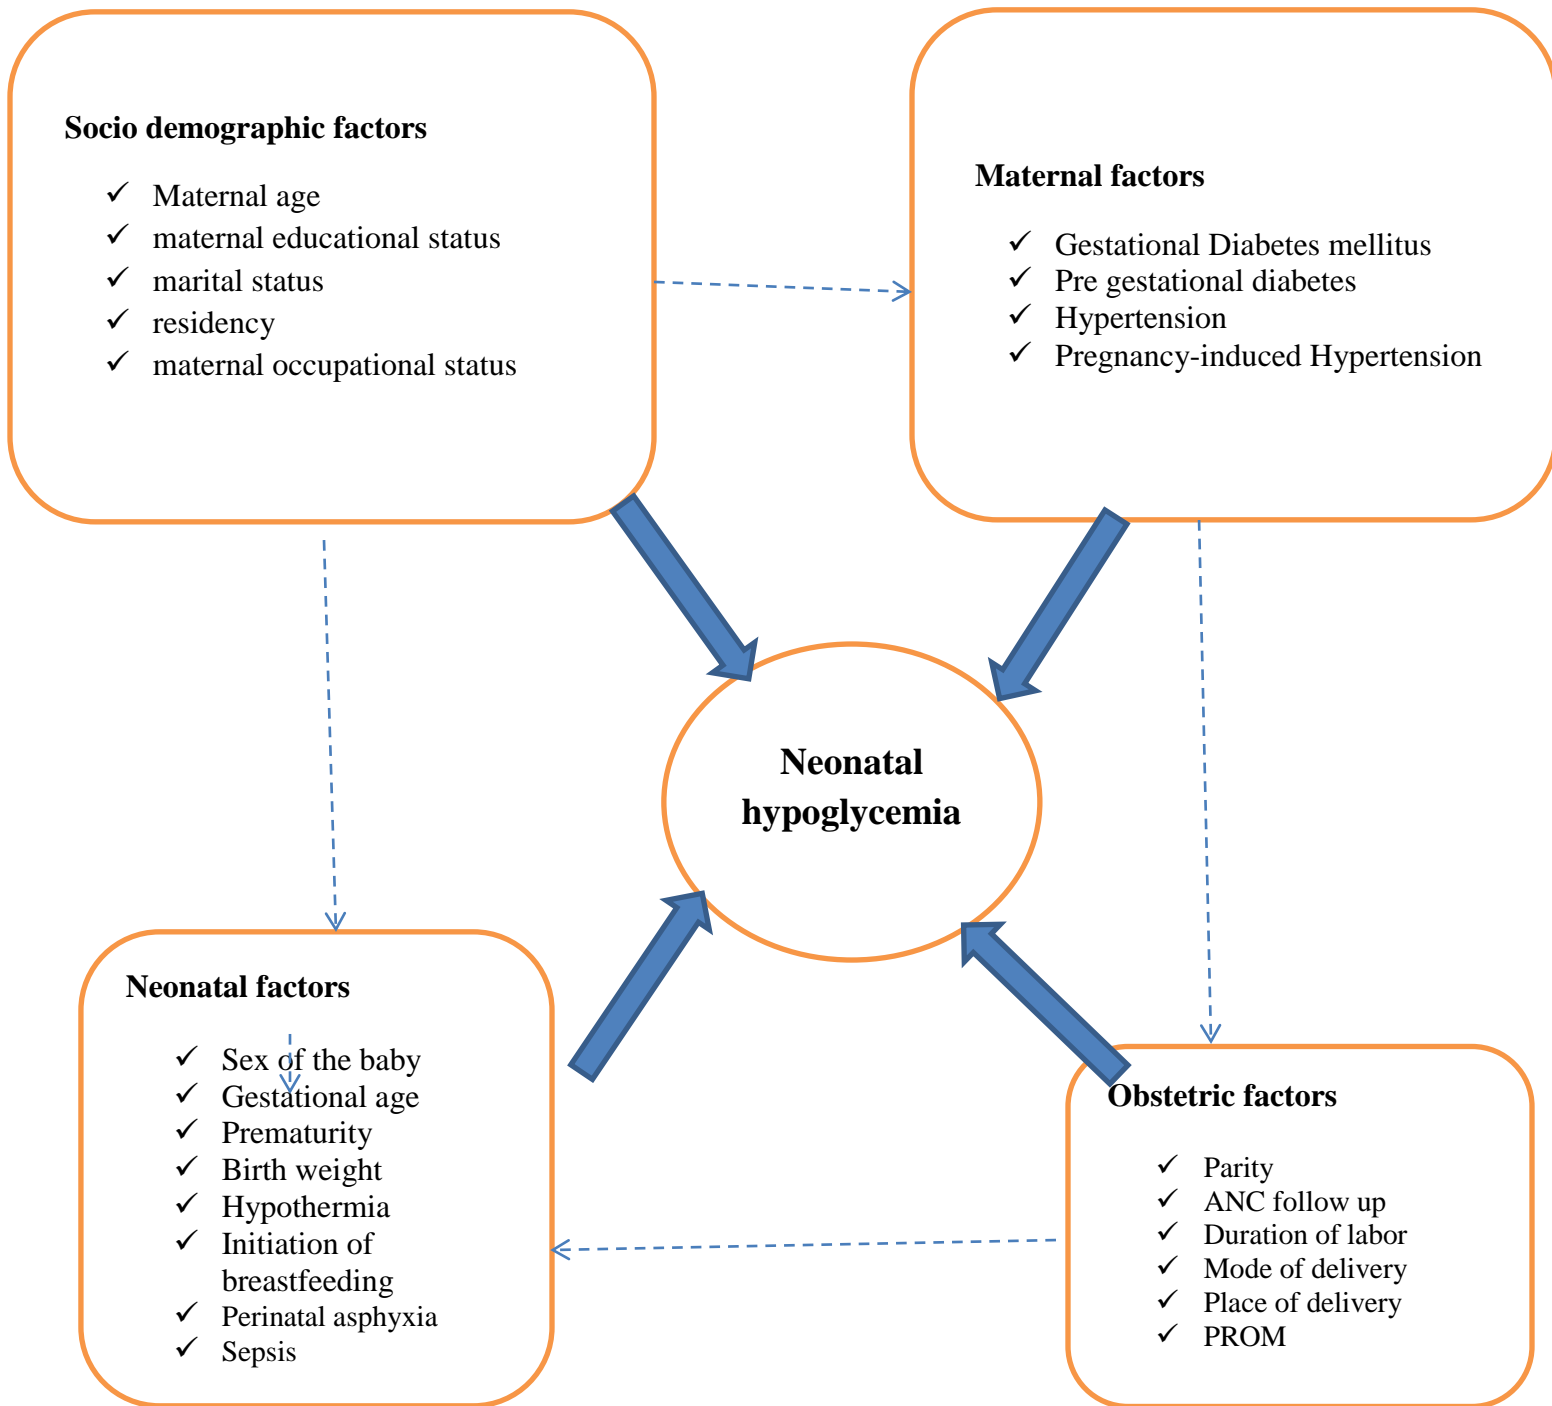 Socio demographic factors
✓ Maternal age
✓ maternal educational status
✓ marital status
✓ residency
✓ maternal occupational status
Maternal factors
✓ Gestational Diabetes mellitus
✓ Pre gestational diabetes
✓ Hypertension
✓ Pregnancy-induced Hypertension
Neonatal
hypoglycemia
Neonatal factors
✓ Sex of the baby
✓ Gestational age
✓ Prematurity
✓ Birth weight
✓ Hypothermia
✓ Initiation of
breastfeeding
✓ Perinatal asphyxia
✓ Sepsis
Obstetric factors
✓ Parity
✓ ANC follow up
✓ Duration of labor
✓ Mode of delivery
✓ Place of delivery
✓ PROM